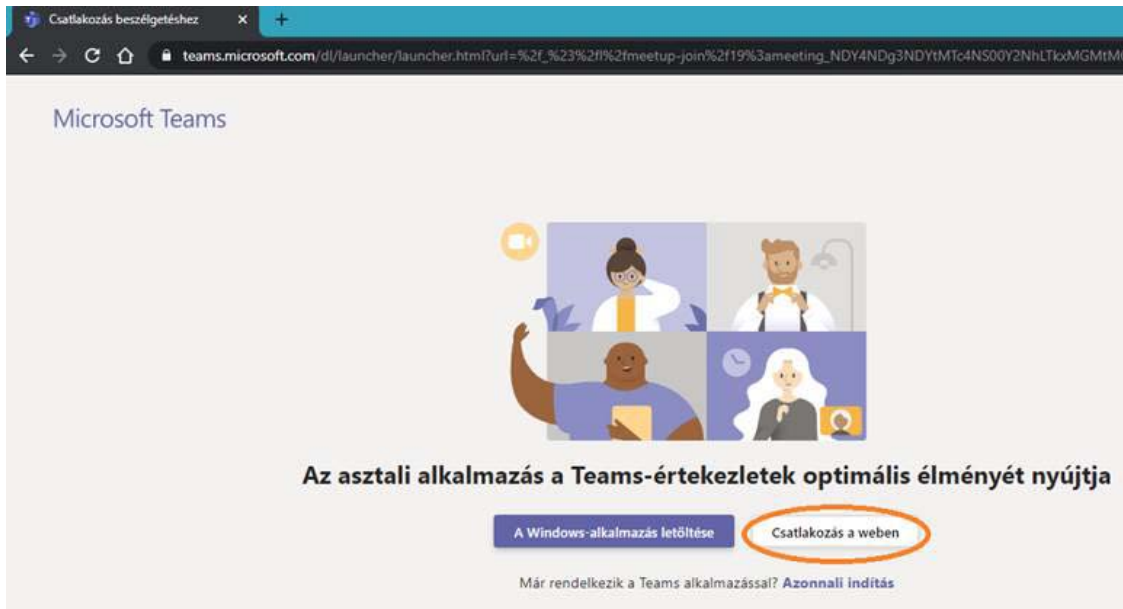 Csatlakozás beszélgetéshez
teams.microsoft.com/dl/launcher/launcher.html?url=%2f_%23%2fl%2fmeetup-join%2f19%3ameeting_NDY4NDg3NDYtMTc4NS00Y2NhLTkxMGMtM
Microsoft Teams
Az asztali alkalmazás a Teams-értekezletek optimális élményét nyújtja
A Windows-alkalmazás letöltése
Csatlakozás a weben
Már rendelkezik a Teams alkalmazással? Azonnali indítás